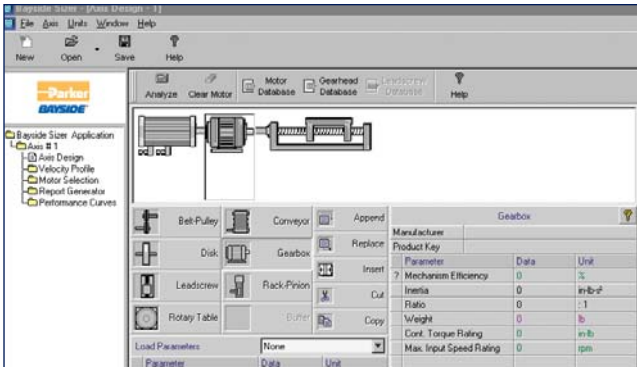 Bayside Sizer - [Axis Design - 1]
File Axis Units Window Help
New Open Save Help
Parker
BAYSIDE
Analyze Clear Motor Motor Database Gearhead Database Leadscrew Database Help
Bayside Sizer Application
Axis # 1
Axis Design
Velocity Profile
Motor Selection
Report Generator
Performance Curves
Belt-Pulley Conveyor Append
Disk Gearbox Replace
Leadscrew Rack-Pinion Insert
Rotary Table Buffer Cut
Copy
Load Parameters None
Parameter Data Unit
Gearbox
Manufacturer
Product Key
Parameter Data Unit
? Mechanism Efficiency 0 %
Inertia 0 in-lb-s²
Ratio 0 : 1
Weight 0 lb
Cont. Torque Rating 0 in-lb
Max. Input Speed Rating 0 rpm